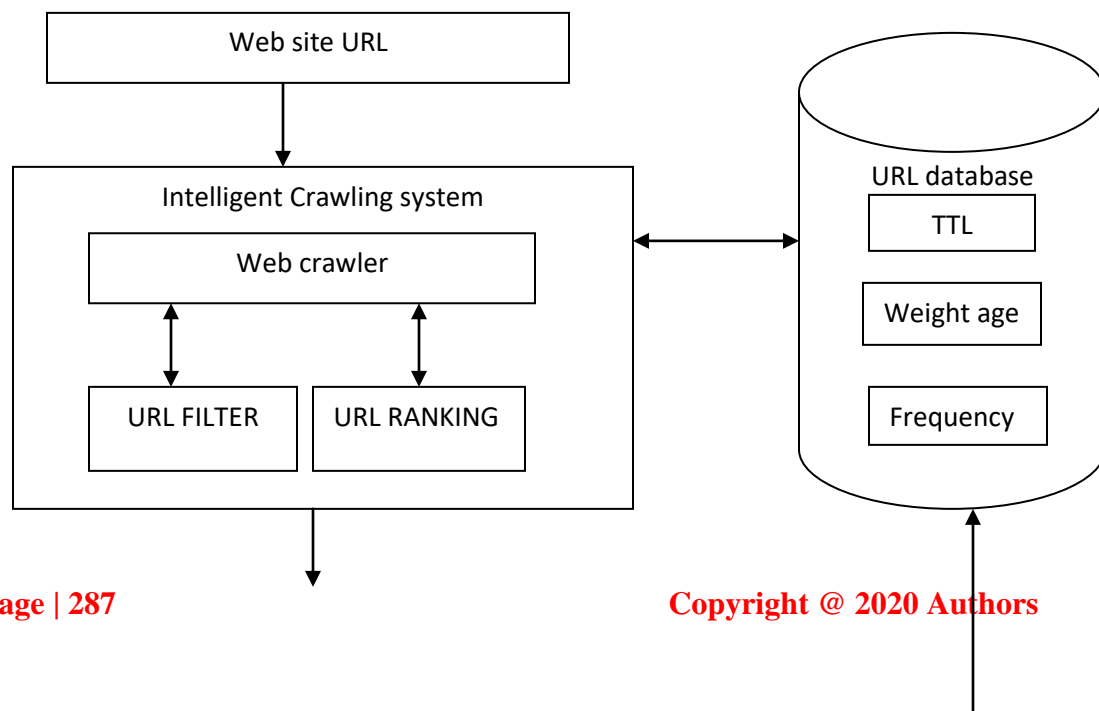 Web site URL
Intelligent Crawling system
Web crawler
URL FILTER
URL RANKING
URL database
TTL
Weight age
Frequency
age | 287
Copyright @ 2020 Authors